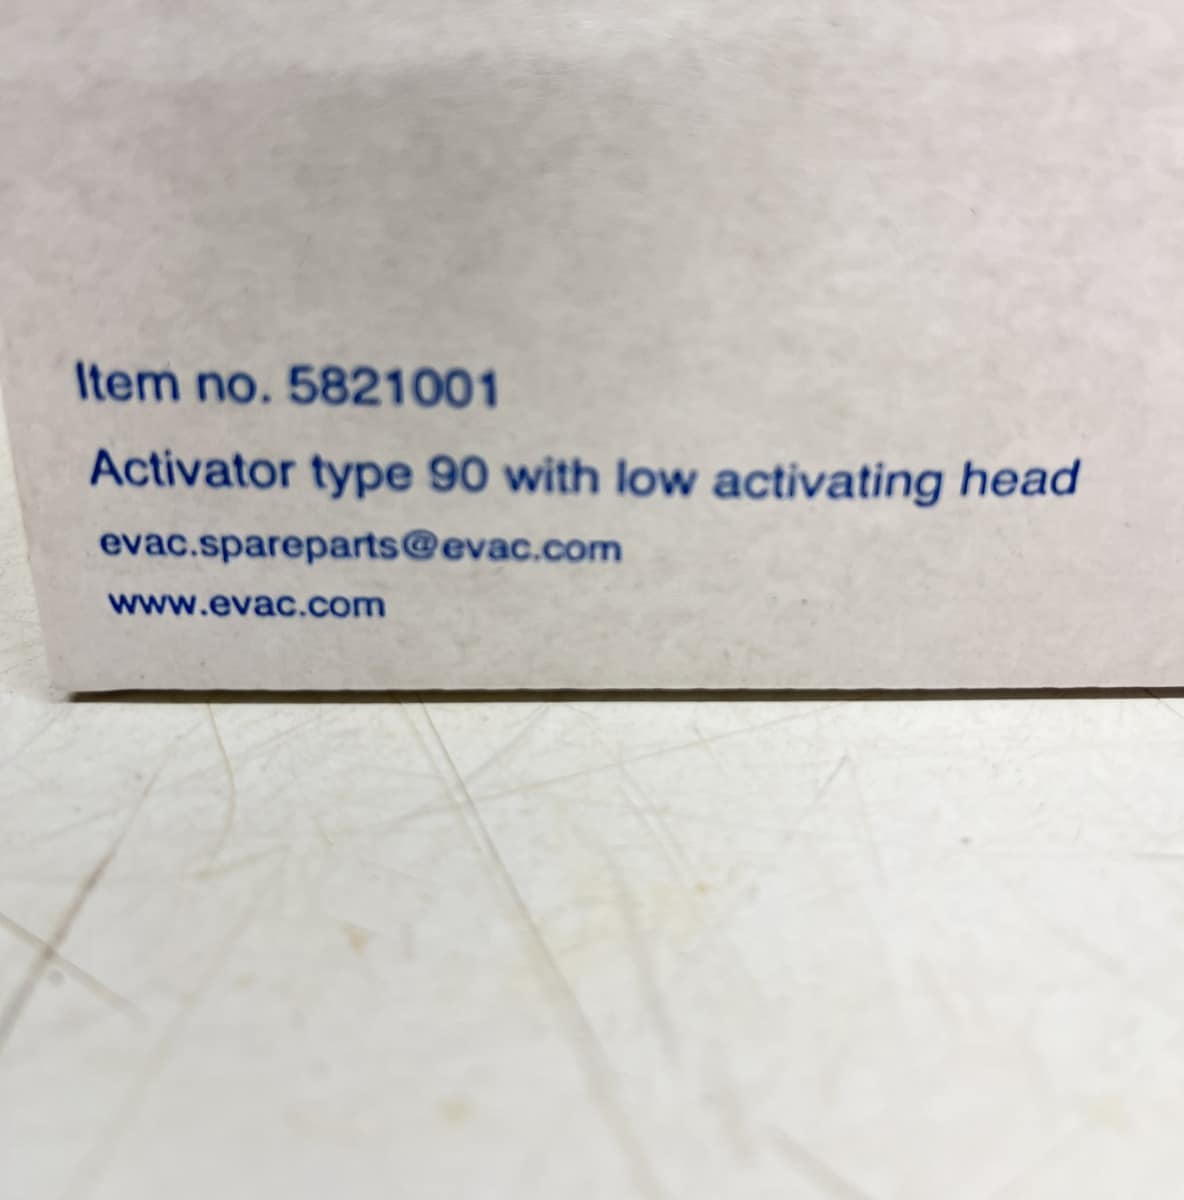 Item no. 5821001
Activator type 90 with low activating head
evac.spareparts@evac.com
www.evac.com